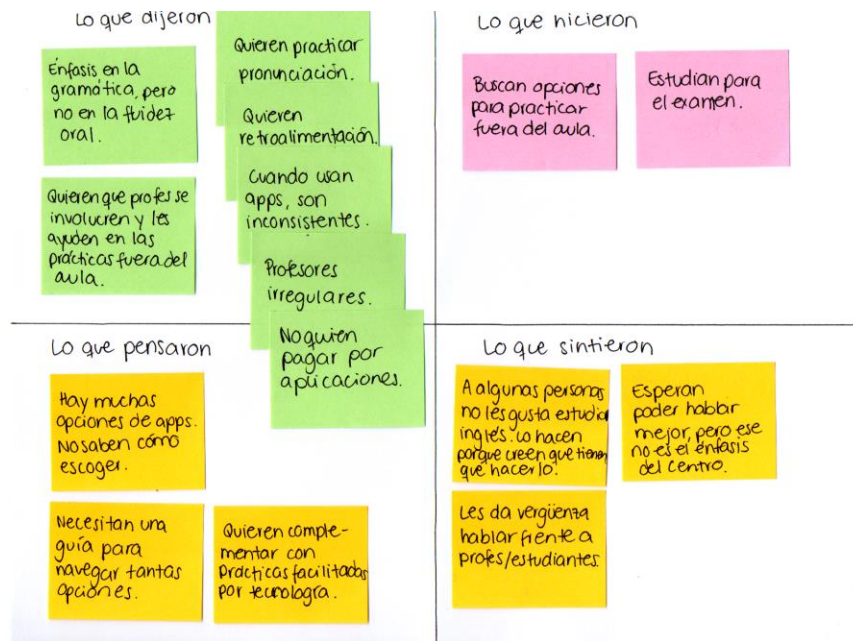 Lo que dijeron
Énfasis en la
gramática, pero
no en la fluidez
oral.
Quieren que profes se
involucren y les
ayuden en las
prácticas fuera del
aula.
Quieren practicar
pronunciación.
Quieren
retroalimentación.
Cuando usan
apps, son
inconsistentes.
Profesores
irregulares.
No quien
pagar por
aplicaciones.
Lo que hicieron
Buscan opciones
para practicar
fuera del aula.
Estudian para
el examen.
Lo que pensaron
Hay muchas
opciones de apps.
No saben cómo
escoger.
Necesitan una
guía para
navegar tantas
opciones.
Quieren comple-
mentar con
prácticas facilitadas
por tecnología.
Lo que sintieron
A algunas personas
no les gusta estudiar
inglés. Lo hacen
porque creen que tienen
que hacerlo.
Esperan
poder hablar
mejor, pero ese
no es el énfasis
del centro.
Les da vergüenza
hablar frente a
profes/estudiantes.